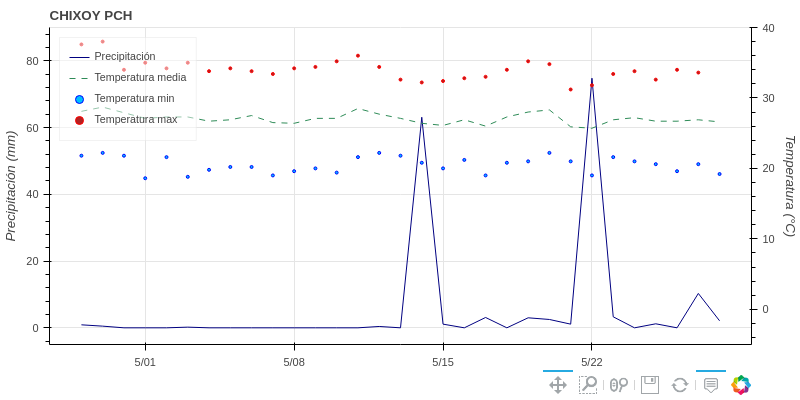 CHIXOY PCH
Precipitación
Temperatura media
Temperatura min
Temperatura max
Precipitación (mm)
Temperatura (°C)
80
60
40
20
0
40
30
20
10
0
5/01
5/08
5/15
5/22